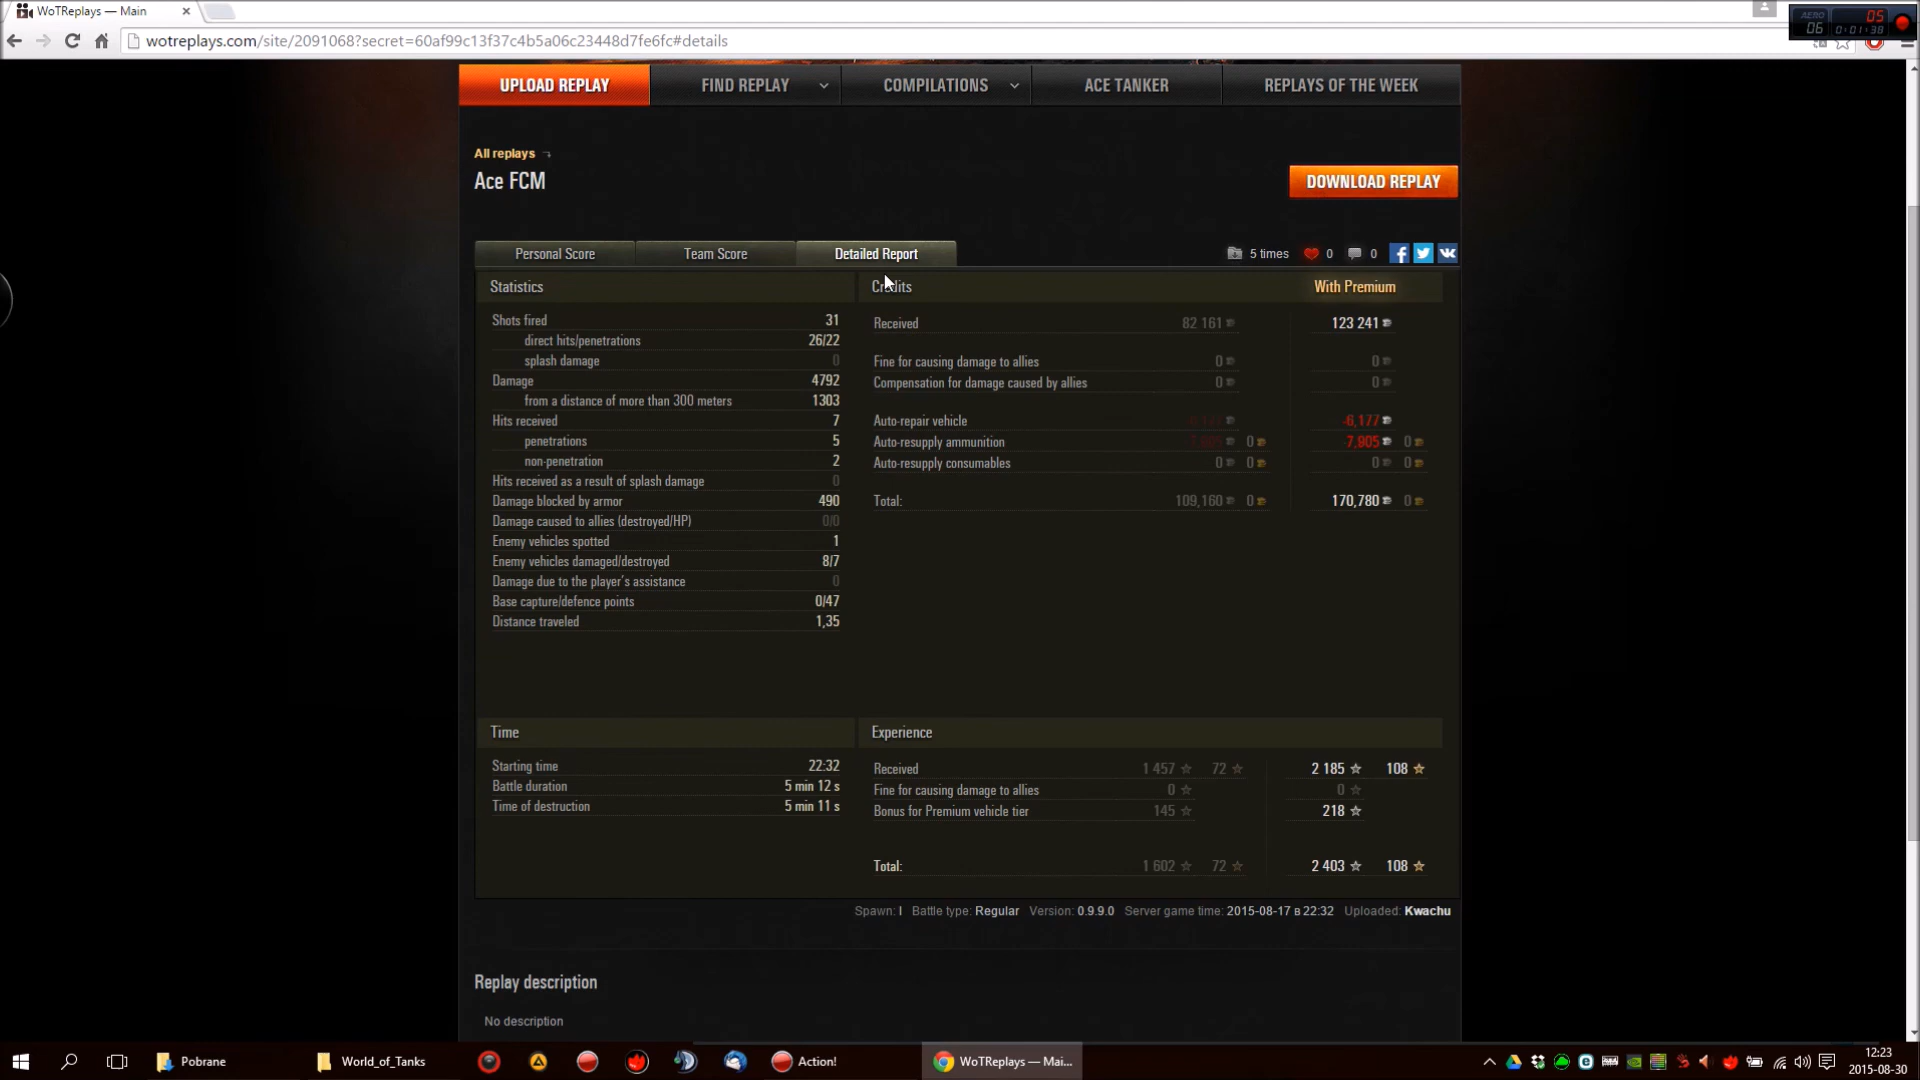 WoTReplays — Main
wotreplays.com/site/2091068?secret=60af99c13f37c4b5a06c23448d7fe6fc#details
AERO 06 05 0:01:38
UPLOAD REPLAY FIND REPLAY COMPILATIONS ACE TANKER REPLAYS OF THE WEEK
All replays
Ace FCM
DOWNLOAD REPLAY
Personal Score Team Score Detailed Report 5 times 0 0
Statistics
Shots fired 31
direct hits/penetrations 26/22
splash damage 0
Damage 4792
from a distance of more than 300 meters 1303
Hits received 7
penetrations 5
non-penetration 2
Hits received as a result of splash damage 0
Damage blocked by armor 490
Damage caused to allies (destroyed/HP) 0/0
Enemy vehicles spotted 1
Enemy vehicles damaged/destroyed 8/7
Damage due to the player's assistance 0
Base capture/defence points 0/47
Distance traveled 1,35
Credits With Premium
Received 82 161 123 241
Fine for causing damage to allies 0 0
Compensation for damage caused by allies 0 0
Auto-repair vehicle -6,177
Auto-resupply ammunition 0 -7,905 0
Auto-resupply consumables 0 0 0 0
Total: 109,160 0 170,780 0
Time
Starting time 22:32
Battle duration 5 min 12 s
Time of destruction 5 min 11 s
Experience
Received 1 457 72 2 185 108
Fine for causing damage to allies 0 0
Bonus for Premium vehicle tier 145 218
Total: 1 602 72 2 403 108
Spawn: I Battle type: Regular Version: 0.9.9.0 Server game time: 2015-08-17 в 22:32 Uploaded: Kwachu
Replay description
No description
Pobrane World_of_Tanks Action! WoTReplays — Mai...
12:23
2015-08-30